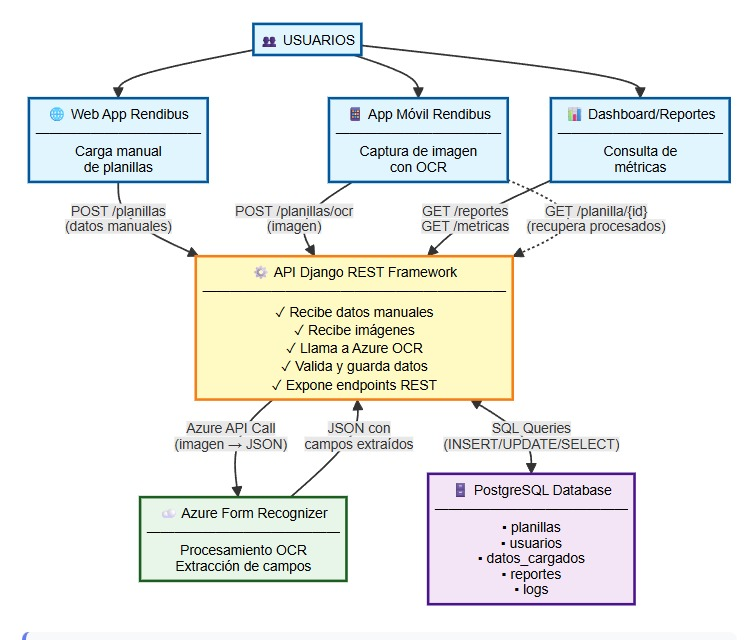 USUARIOS
Web App Rendibus
Carga manual
de planillas
App Móvil Rendibus
Captura de imagen
con OCR
Dashboard/Reportes
Consulta de
métricas
POST /planillas
(datos manuales)
POST /planillas/ocr
(imagen)
GET /reportes
GET /metricas
GET /planilla/{id}
(recupera procesados)
API Django REST Framework
✓ Recibe datos manuales
✓ Recibe imágenes
✓ Llama a Azure OCR
✓ Valida y guarda datos
✓ Expone endpoints REST
Azure API Call
(imagen → JSON)
JSON con
campos extraídos
SQL Queries
(INSERT/UPDATE/SELECT)
Azure Form Recognizer
Procesamiento OCR
Extracción de campos
PostgreSQL Database
▪ planillas
▪ usuarios
▪ datos_cargados
▪ reportes
▪ logs